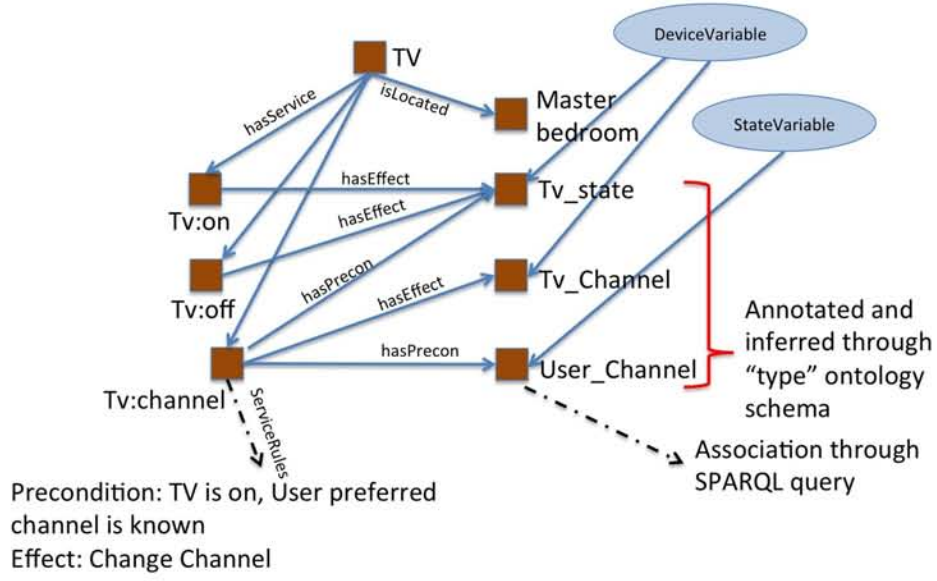 DeviceVariable
TV
hasService
isLocated
Master
bedroom
StateVariable
hasEffect
Tv_state
Tv:on
hasEffect
Tv:off
hasPrecon
hasEffect
Tv_Channel
Annotated and
inferred through
“type” ontology
schema
hasPrecon
User_Channel
Tv:channel
ServiceRules
Association through
SPARQL query
Precondition: TV is on, User preferred
channel is known
Effect: Change Channel